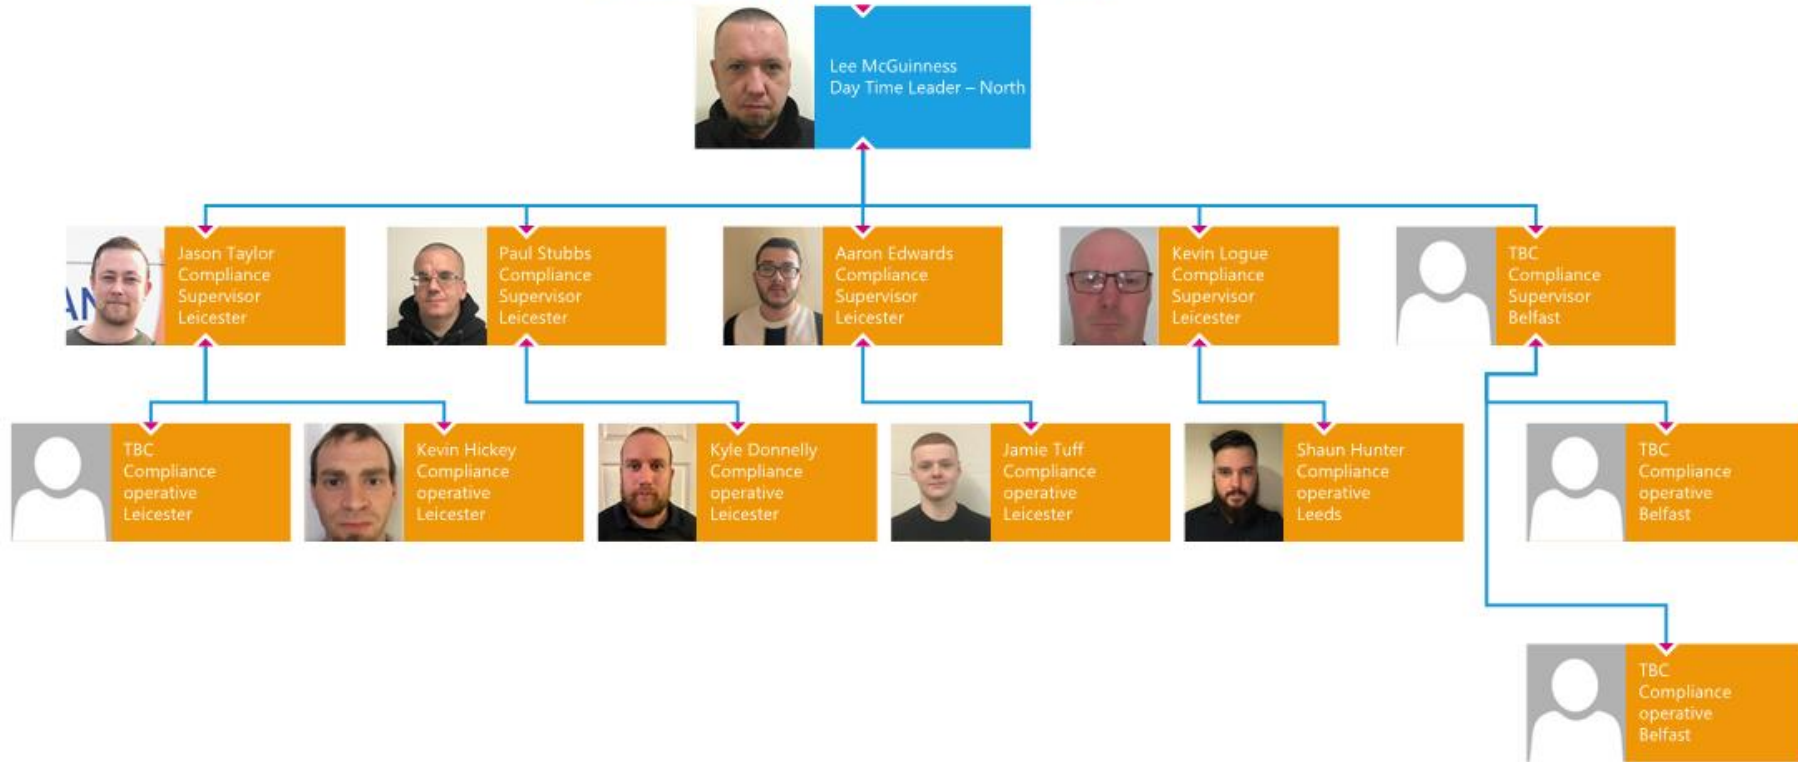 Lee McGuinness
Day Time Leader – North
Jason Taylor
Compliance
Supervisor
Leicester
Paul Stubbs
Compliance
Supervisor
Leicester
Aaron Edwards
Compliance
Supervisor
Leicester
Kevin Logue
Compliance
Supervisor
Leicester
TBC
Compliance
Supervisor
Belfast
TBC
Compliance
operative
Leicester
Kevin Hickey
Compliance
operative
Leicester
Kyle Donnelly
Compliance
operative
Leicester
Jamie Tuff
Compliance
operative
Leicester
Shaun Hunter
Compliance
operative
Leeds
TBC
Compliance
operative
Belfast
TBC
Compliance
operative
Belfast